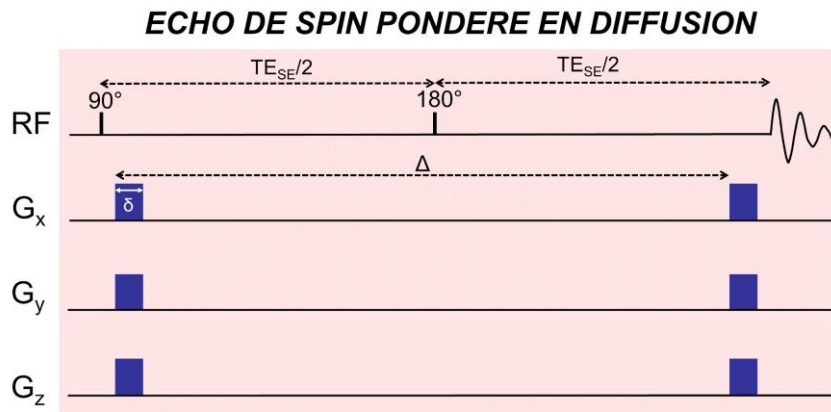 ECHO DE SPIN PONDERE EN DIFFUSION
TE_SE/2 TE_SE/2
90° 180°
RF
Δ
G_x δ
G_y
G_z